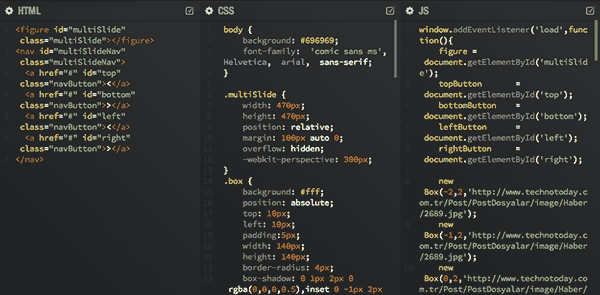 HTML
<figure id="multiSlide"
class="multiSlide"></figure>
<nav id="multiSlideNav"
class="multiSlideNav">
<a href="#" id="top"
class="navButton"><</a>
<a href="#" id="bottom"
class="navButton">></a>
<a href="#" id="left"
class="navButton"><</a>
<a href="#" id="right"
class="navButton">></a>
</nav>
CSS
body {
background: #696969;
font-family: 'comic sans ms',
Helvetica, arial, sans-serif;
}
.multiSlide {
width: 470px;
height: 470px;
position: relative;
margin: 100px auto 0;
overflow: hidden;
-webkit-perspective: 300px;
}
.box {
background: #fff;
position: absolute;
top: 10px;
left: 10px;
padding:5px;
width: 140px;
height: 140px;
border-radius: 4px;
box-shadow: 0 1px 2px 0
rgba(0,0,0,0.5),inset 0 -1px 2px
JS
window.addEventListener('load',func
tion(){
figure =
document.getElementById('multiSlid
e');
topButton =
document.getElementById('top');
bottomButton =
document.getElementById('bottom');
leftButton =
document.getElementById('left');
rightButton =
document.getElementById('right');
new
Box(-2,2,'http://www.technotoday.c
om.tr/Post/PostDosyalar/image/Haber
/2689.jpg');
new
Box(-1,2,'http://www.technotoday.c
om.tr/Post/PostDosyalar/image/Haber
/2689.jpg');
new
Box(0,2,'http://www.technotoday.co
m.tr/Post/PostDosyalar/image/Haber/